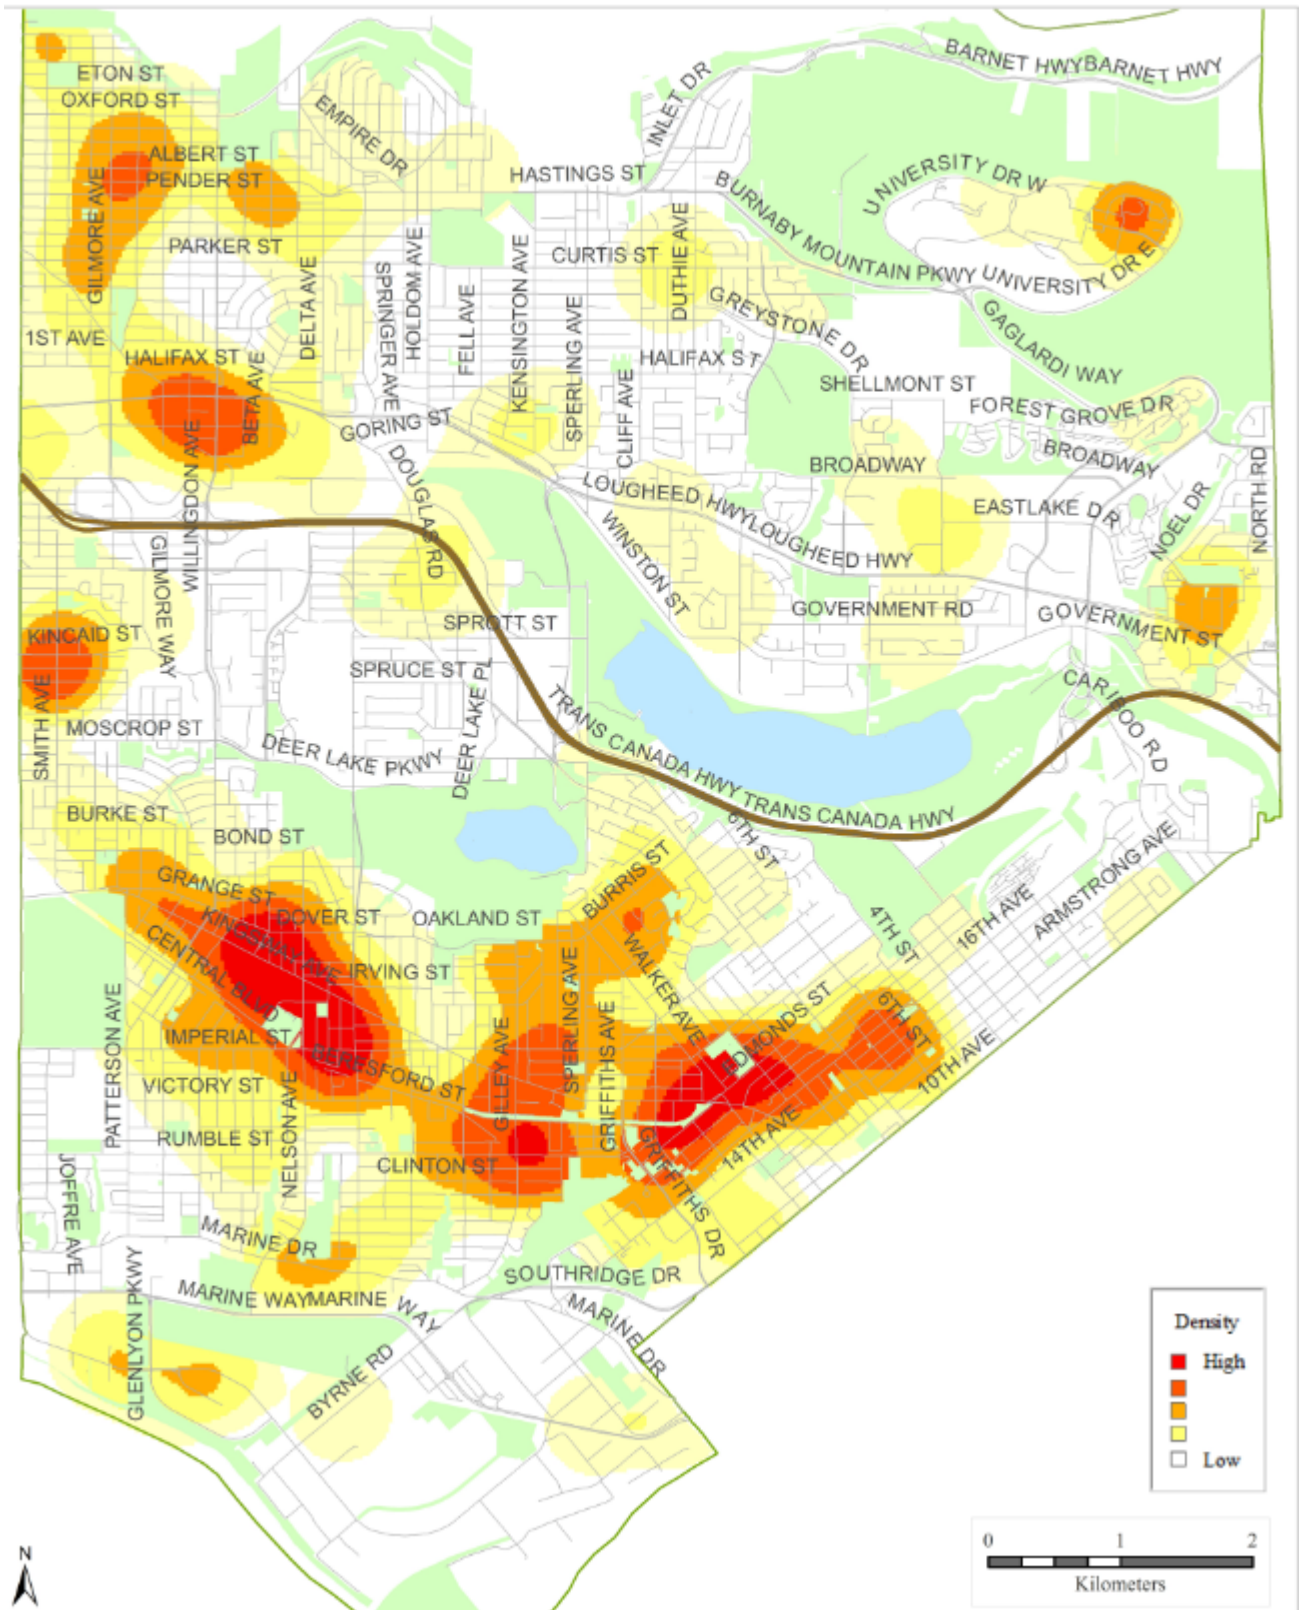 BARNET HWY BARNET HWY
INLET DR
ETON ST
OXFORD ST
EMPIRE DR
ALBERT ST
PENDER ST
HASTINGS ST
UNIVERSITY DR W
BURNABY MOUNTAIN PKWY
UNIVERSITY DR E
GILMORE AVE
PARKER ST
DELTA AVE
SPRINGER AVE
HOLDOM AVE
FELL AVE
KENSINGTON AVE
CURTIS ST
SPERLING AVE
DUTHIE AVE
GREYSTONE DR
GAGLARDI WAY
1ST AVE
HALIFAX ST
BETA AVE
CLIFF AVE
HALIFAX ST
SHELLMONT ST
FOREST GROVE DR
GORING ST
WILLINGDON AVE
DOUGLAS RD
BROADWAY
BROADWAY
LOUGHEED HWY LOUGHEED HWY
EASTLAKE DR
NOEL DR
NORTH RD
WINSTON ST
GILMORE WAY
GOVERNMENT RD
GOVERNMENT ST
KINCAID ST
SPROTT ST
SPRUCE ST
DEER LAKE PL
CARIBOO RD
SMITH AVE
MOSCROP ST
DEER LAKE PKWY
TRANS CANADA HWY TRANS CANADA HWY
BURKE ST
BOND ST
6TH ST
ARMSTRONG AVE
GRANGE ST
BURRIS ST
KINGSWAY AVE
DOVER ST
OAKLAND ST
4TH ST
16TH AVE
CENTRAL BLVD
IRVING ST
WALKER AVE
SPERLING AVE
PATTERSON AVE
IMPERIAL ST
GILLEY AVE
GRIFFITHS AVE
EDMONDS ST
6TH ST
BERESFORD ST
VICTORY ST
10TH AVE
NELSON AVE
RUMBLE ST
CLINTON ST
14TH AVE
GRIFFITHS DR
JOFFRE AVE
MARINE DR
GLENLYON PKWY
MARINE WAY MARINE WAY
SOUTHRIDGE DR
MARINE DR
BYRNE RD
Density
High
Low
0 1 2
Kilometers
N